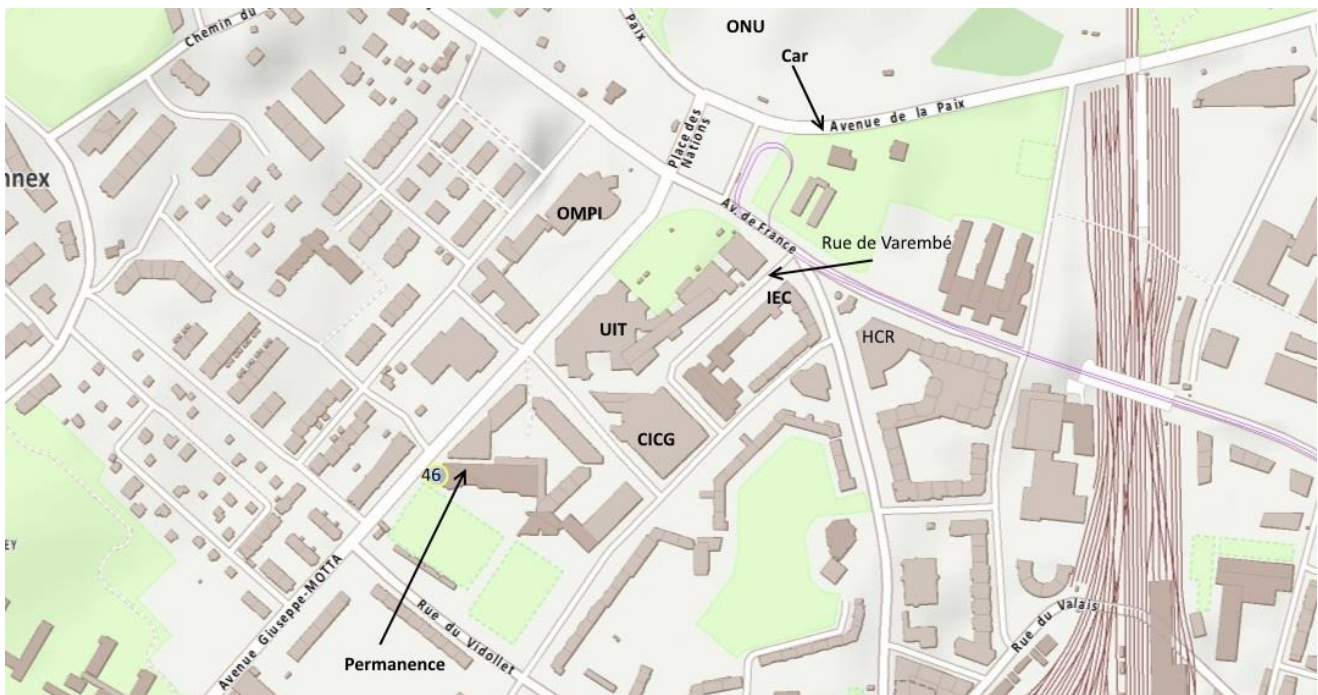 ONU
Car
Chemin du
Paix
Avenue de la Paix
Place des
Nations
nnex
OMPI
Av. de France
Rue de Varembé
IEC
UIT
HCR
CICG
46
EY
Avenue Giuseppe-MOTTA
Rue du Vidollet
Rue du Valais
Permanence